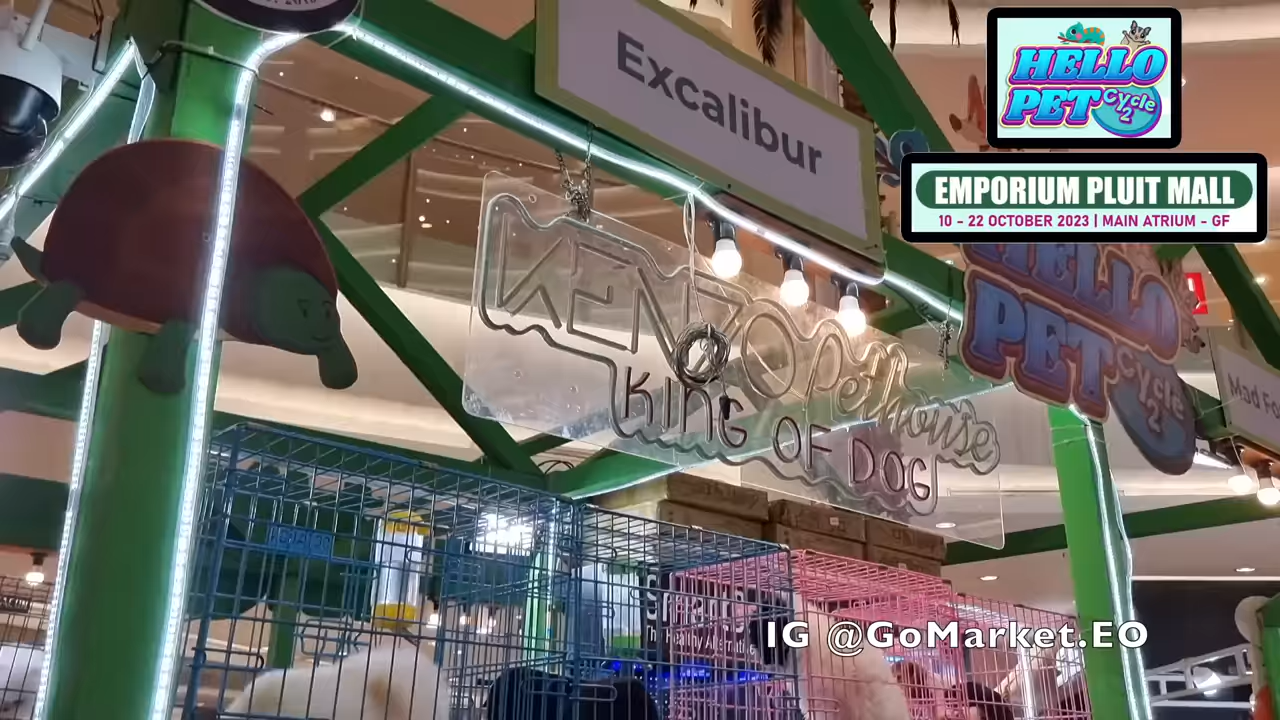 Excalibur
HELLO
PET Cycle
2
EMPORIUM PLUIT MALL
10 - 22 OCTOBER 2023 | MAIN ATRIUM - GF
KENZO Pethouse
KING OF DOG
HELLO
PET Cycle
2
Mad
IG @GoMarket.EO